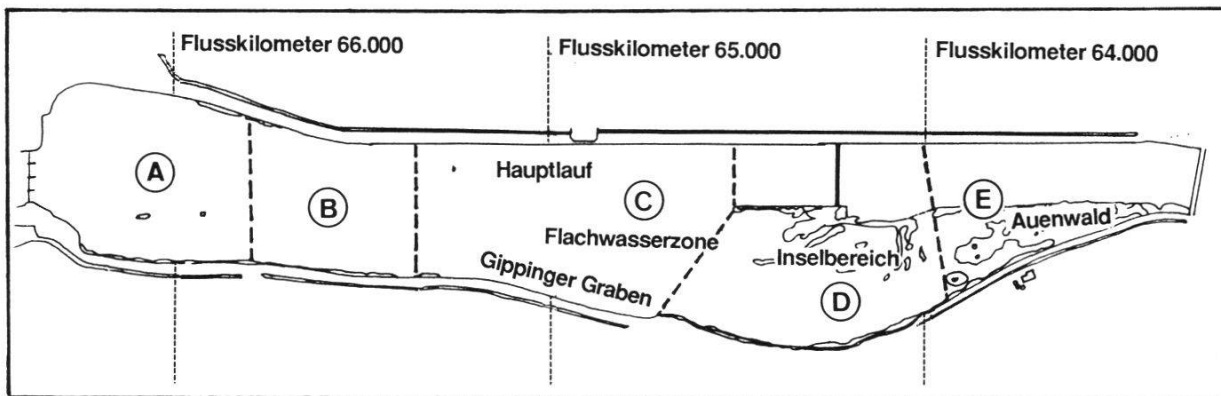 Flusskilometer 66.000
Flusskilometer 65.000
Flusskilometer 64.000
A
B
Hauptlauf
C
Flachwasserzone
Gippinger Graben
Inselbereich
D
E
Auenwald